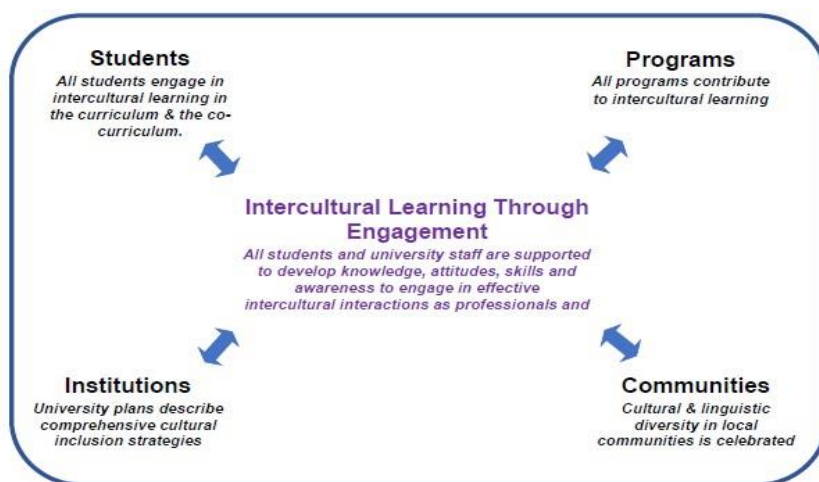 Students
All students engage in
intercultural learning in
the curriculum & the co-
curriculum.
Programs
All programs contribute
to intercultural learning
Intercultural Learning Through
Engagement
All students and university staff are supported
to develop knowledge, attitudes, skills and
awareness to engage in effective
intercultural interactions as professionals and
Institutions
University plans describe
comprehensive cultural
inclusion strategies
Communities
Cultural & linguistic
diversity in local
communities is celebrated